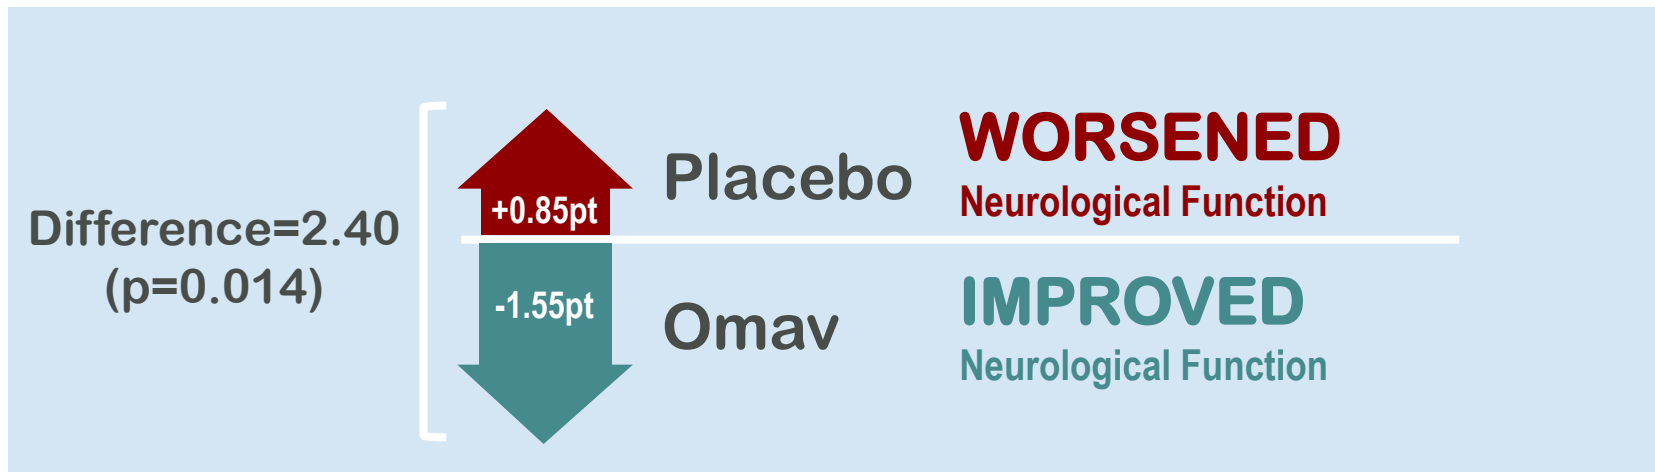 Difference=2.40
(p=0.014)
+0.85pt
Placebo
WORSENED
Neurological Function
-1.55pt
Omav
IMPROVED
Neurological Function